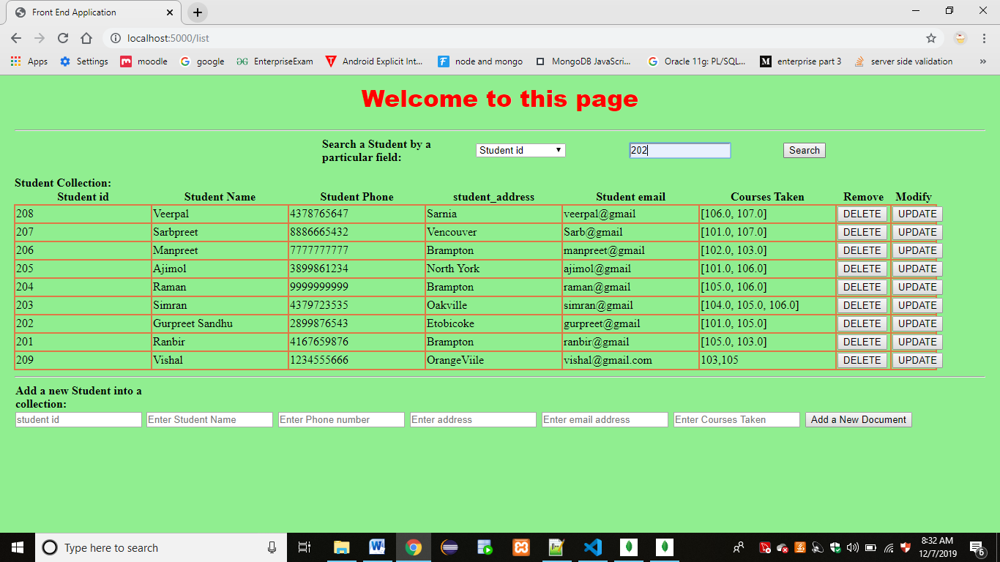 Front End Application
localhost:5000/list
Apps Settings moodle google EnterpriseExam Android Explicit Int... node and mongo MongoDB JavaScri... Oracle 11g: PL/SQL... enterprise part 3 server side validation »
Welcome to this page
Search a Student by a
particular field:
Student id 202 Search
Student Collection:
Student id Student Name Student Phone student_address Student email Courses Taken Remove Modify
208 Veerpal 4378765647 Sarnia veerpal@gmail [106.0, 107.0] DELETE UPDATE
207 Sarbpreet 8886665432 Vencouver Sarb@gmail [101.0, 107.0] DELETE UPDATE
206 Manpreet 7777777777 Brampton manpreet@gmail [102.0, 103.0] DELETE UPDATE
205 Ajimol 3899861234 North York ajimol@gmail [101.0, 106.0] DELETE UPDATE
204 Raman 9999999999 Brampton raman@gmail [105.0, 106.0] DELETE UPDATE
203 Simran 4379723535 Oakville simran@gmail [104.0, 105.0, 106.0] DELETE UPDATE
202 Gurpreet Sandhu 2899876543 Etobicoke gurpreet@gmail [101.0, 105.0] DELETE UPDATE
201 Ranbir 4167659876 Brampton ranbir@gmail [105.0, 103.0] DELETE UPDATE
209 Vishal 1234555666 OrangeViile vishal@gmail.com 103,105 DELETE UPDATE
Add a new Student into a
collection:
student id Enter Student Name Enter Phone number Enter address Enter email address Enter Courses Taken Add a New Document
Type here to search
8:32 AM
12/7/2019
6